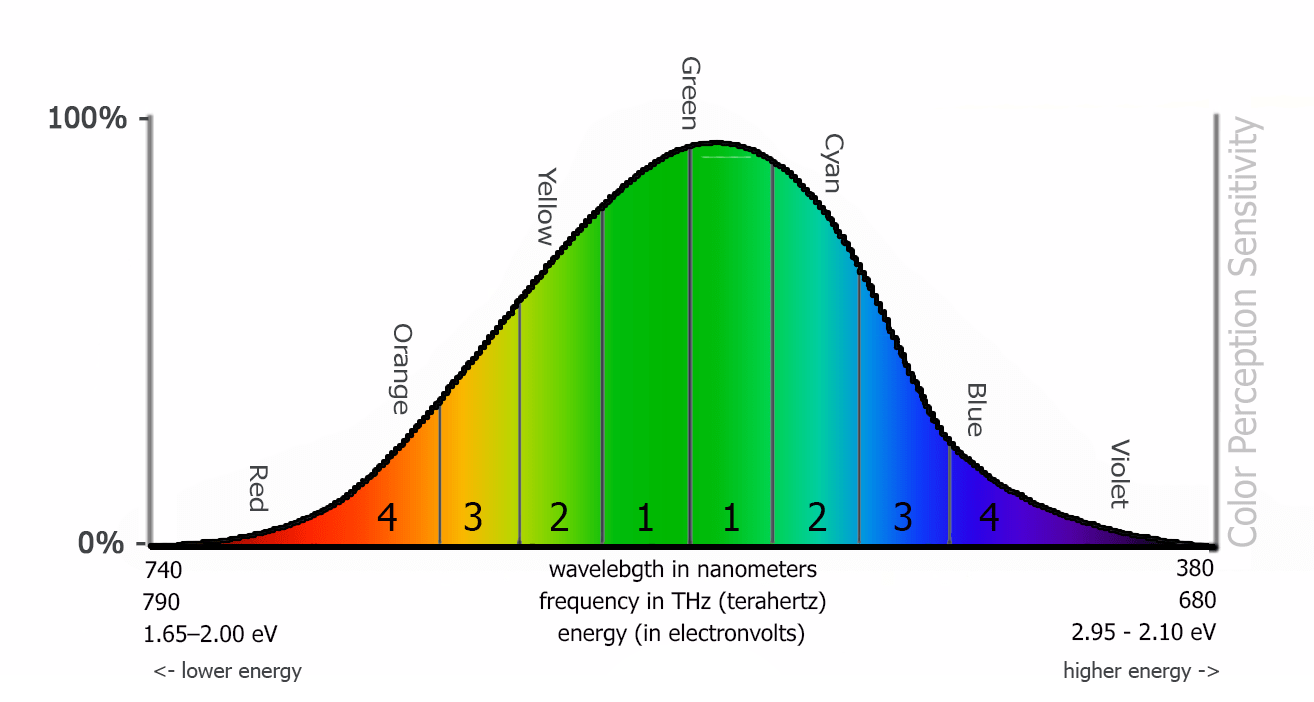 Green
100%
Cyan
Yellow
Orange
Blue
Red
Violet
Color Perception Sensitivity
4 3 2 1 1 2 3 4
0%
740 wavelebgth in nanometers 380
790 frequency in THz (terahertz) 680
1.65–2.00 eV energy (in electronvolts) 2.95 - 2.10 eV
<- lower energy higher energy ->